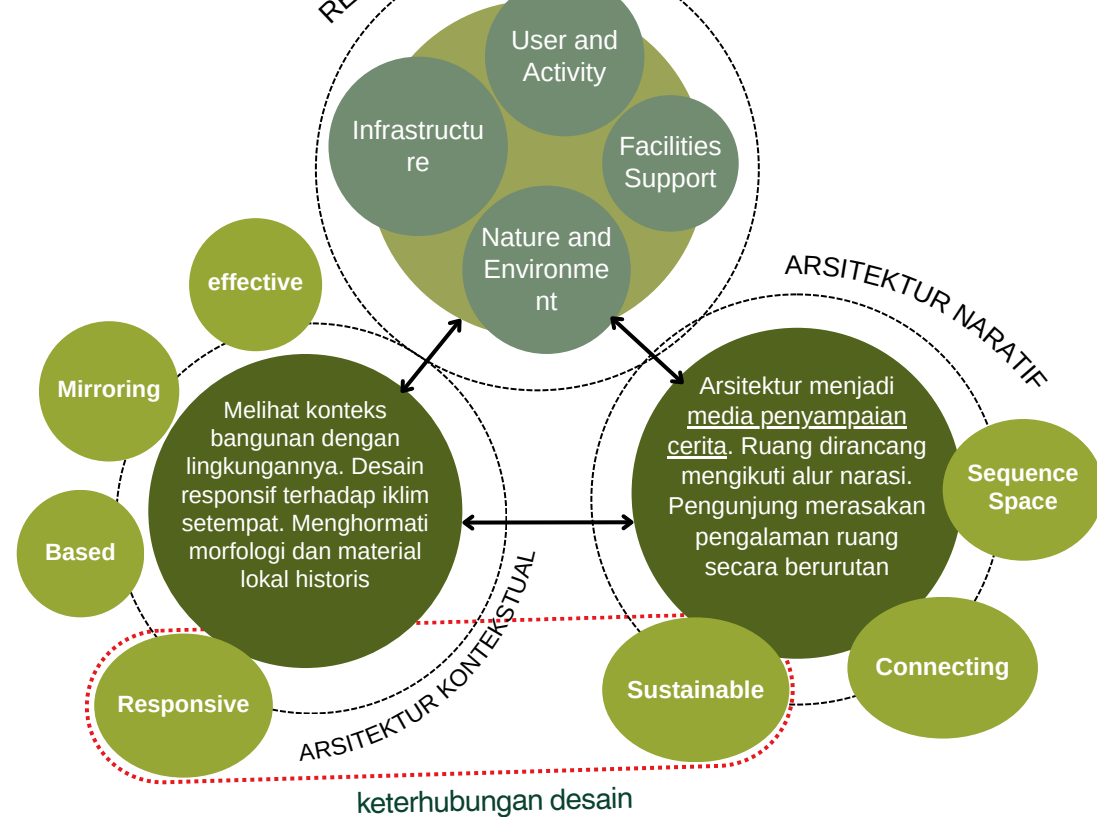 RE
User and
Activity
Infrastructu
re
Facilities
Support
Nature and
Environme
nt
effective
Mirroring
Based
Responsive
Melihat konteks
bangunan dengan
lingkungannya. Desain
responsif terhadap iklim
setempat. Menghormati
morfologi dan material
lokal historis
ARSITEKTUR KONTEKSTUAL
ARSITEKTUR NARATIF
Arsitektur menjadi
media penyampaian
cerita. Ruang dirancang
mengikuti alur narasi.
Pengunjung merasakan
pengalaman ruang
secara berurutan
Sequence
Space
Connecting
Sustainable
keterhubungan desain